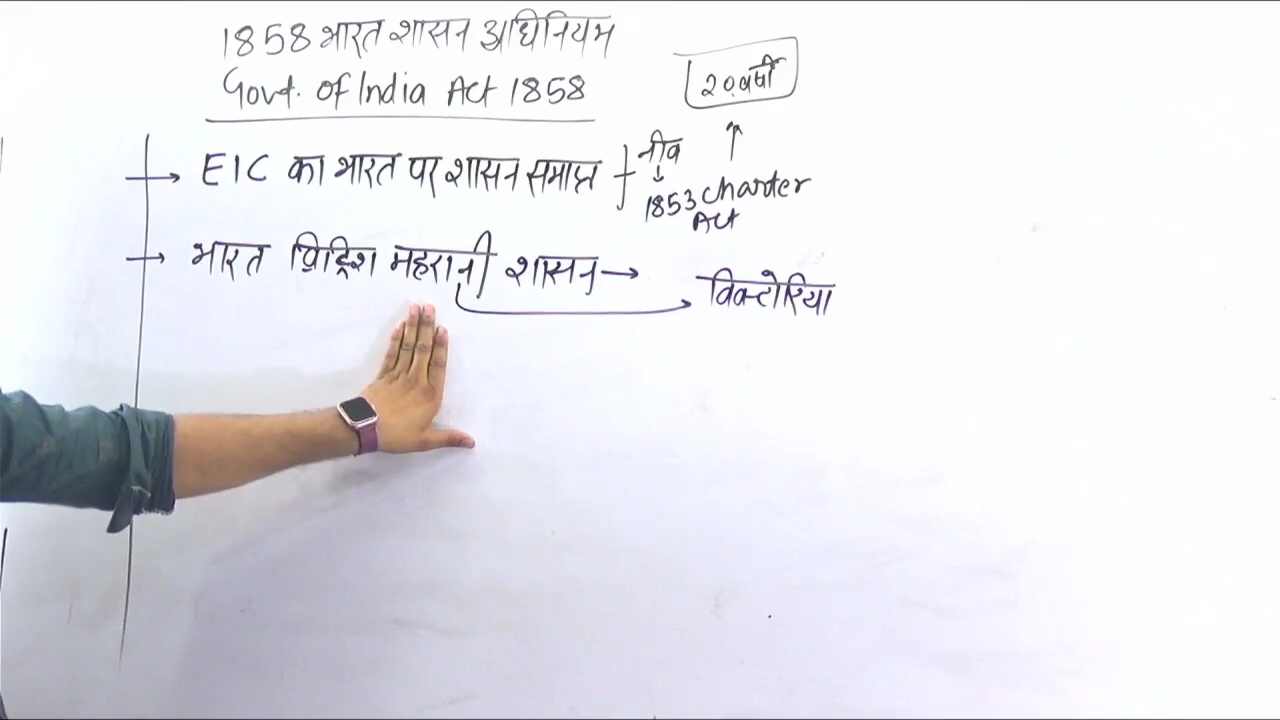 1858 भारत शासन अधिनियम
Govt. of India Act 1858
20 वर्षो
EIC का भारत पर शासन समाप्त
नीव
1853 Charter
Act
भारत ब्रिट्रिश महरानी शासन
विक्टोरिया